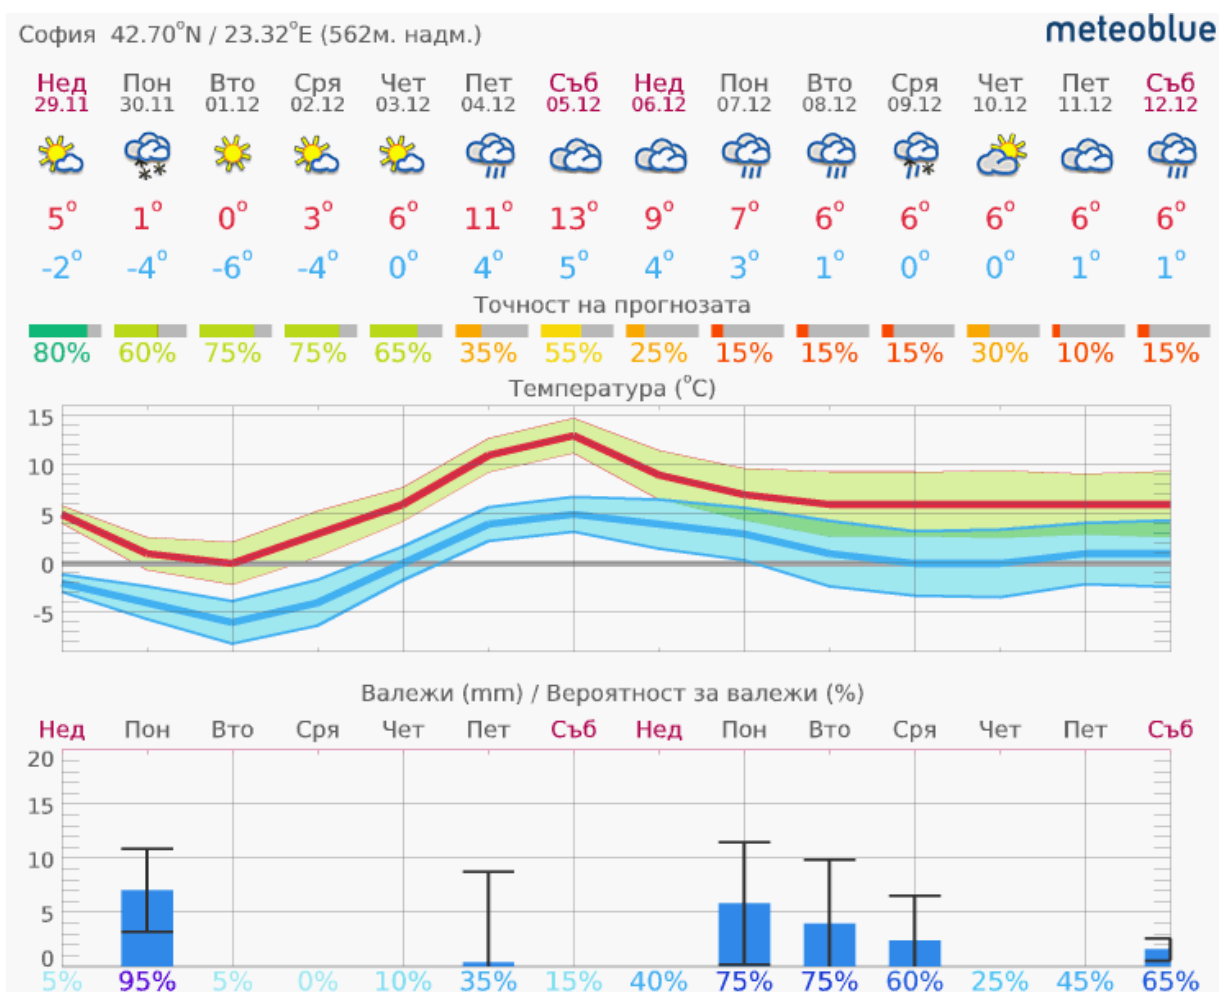 София 42.70°N / 23.32°E (562м. надм.)
meteoblue
Нед Пон Вто Сря Чет Пет Съб Нед Пон Вто Сря Чет Пет Съб
29.11 30.11 01.12 02.12 03.12 04.12 05.12 06.12 07.12 08.12 09.12 10.12 11.12 12.12
5° 1° 0° 3° 6° 11° 13° 9° 7° 6° 6° 6° 6° 6°
-2° -4° -6° -4° 0° 4° 5° 4° 3° 1° 0° 0° 1° 1°
Точност на прогнозата
80% 60% 75% 75% 65% 35% 55% 25% 15% 15% 15% 30% 10% 15%
Температура (°C)
15
10
5
0
-5
Валежи (mm) / Вероятност за валежи (%)
Нед Пон Вто Сря Чет Пет Съб Нед Пон Вто Сря Чет Пет Съб
20
15
10
5
0
5% 95% 5% 0% 10% 35% 15% 40% 75% 75% 60% 25% 45% 65%